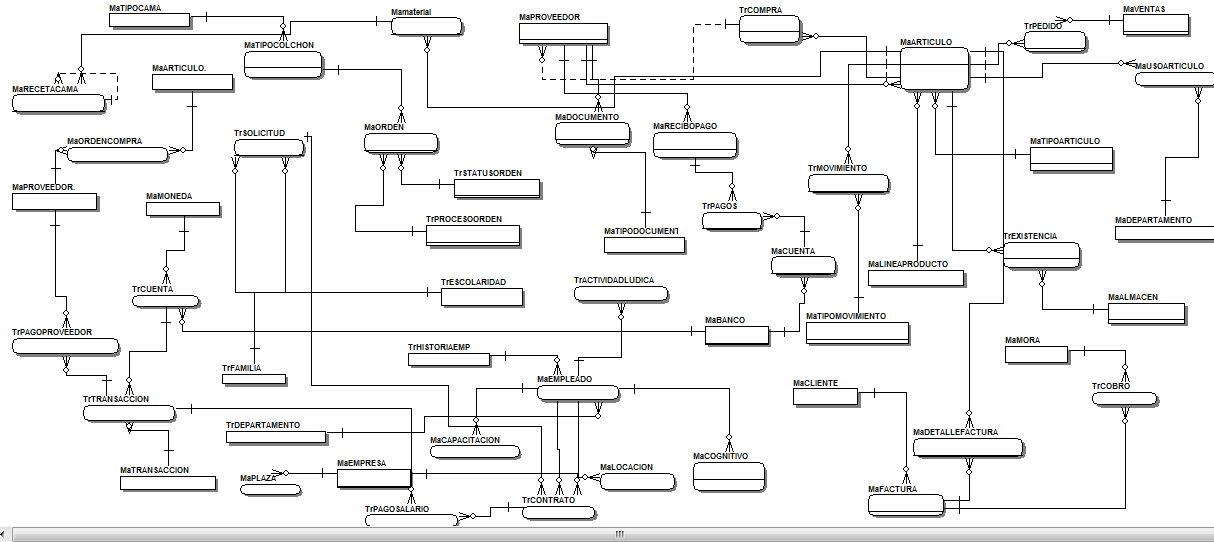 MaTIPOCAMA
Mamaterial
MaPROVEEDOR
TrCOMPRA
MaVENTAS
TrPEDIDO
MaTIPOCOLCHON
MaARTICULO
MaARTICULO.
MaUSOARTICULO
MaRECETACAMA
MaDOCUMENTO
MaRECIBOPAGO
TrSOLICITUD
MaORDEN
MaORDENCOMPRA
MaTIPOARTICULO
TrSTATUSORDEN
TrMOVIMIENTO
MaPROVEEDOR.
MaMONEDA
TrPAGOS
TrPROCESOORDEN
MaDEPARTAMENTO
MaTIPODOCUMENT
TrEXISTENCIA
MaCUENTA
MaLINEAPRODUCTO
TrESCOLARIDAD
TrACTIVIDADLUDICA
TrCUENTA
MaALMACEN
MaBANCO
MaTIPOMOVIMIENTO
TrPAGOPROVEEDOR
MaMORA
TrHISTORIAEMP
TrFAMILIA
MaEMPLEADO
MaCLIENTE
TrCOBRO
TrTRANSACCION
TrDEPARTAMENTO
MaDETALLEFACTURA
MaCAPACITACION
MaCOGNITIVO
MaEMPRESA
MaLOCACION
MaTRANSACCION
MaPLAZA
MaFACTURA
TrCONTRATO
TrPAGOSALARIO